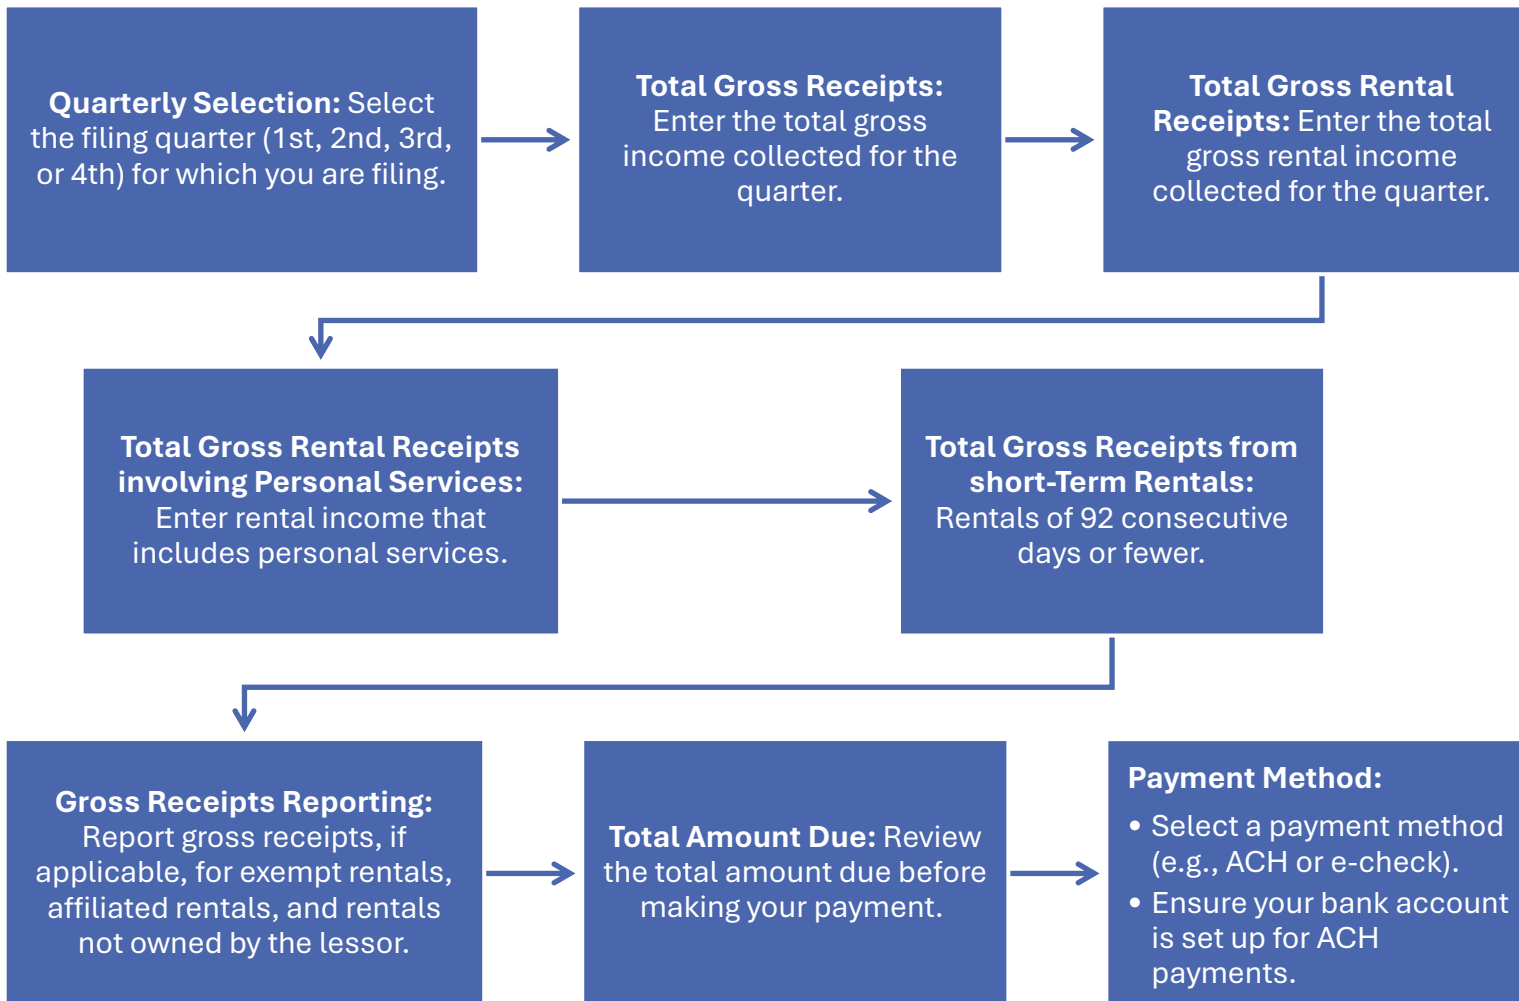 Quarterly Selection: Select
the filing quarter (1st, 2nd, 3rd,
or 4th) for which you are filing.
Total Gross Receipts:
Enter the total gross
income collected for the
quarter.
Total Gross Rental
Receipts: Enter the total
gross rental income
collected for the quarter.
Total Gross Rental Receipts
involving Personal Services:
Enter rental income that
includes personal services.
Total Gross Receipts from
short-Term Rentals:
Rentals of 92 consecutive
days or fewer.
Gross Receipts Reporting:
Report gross receipts, if
applicable, for exempt rentals,
affiliated rentals, and rentals
not owned by the lessor.
Total Amount Due: Review
the total amount due before
making your payment.
Payment Method:
• Select a payment method
(e.g., ACH or e-check).
• Ensure your bank account
is set up for ACH
payments.